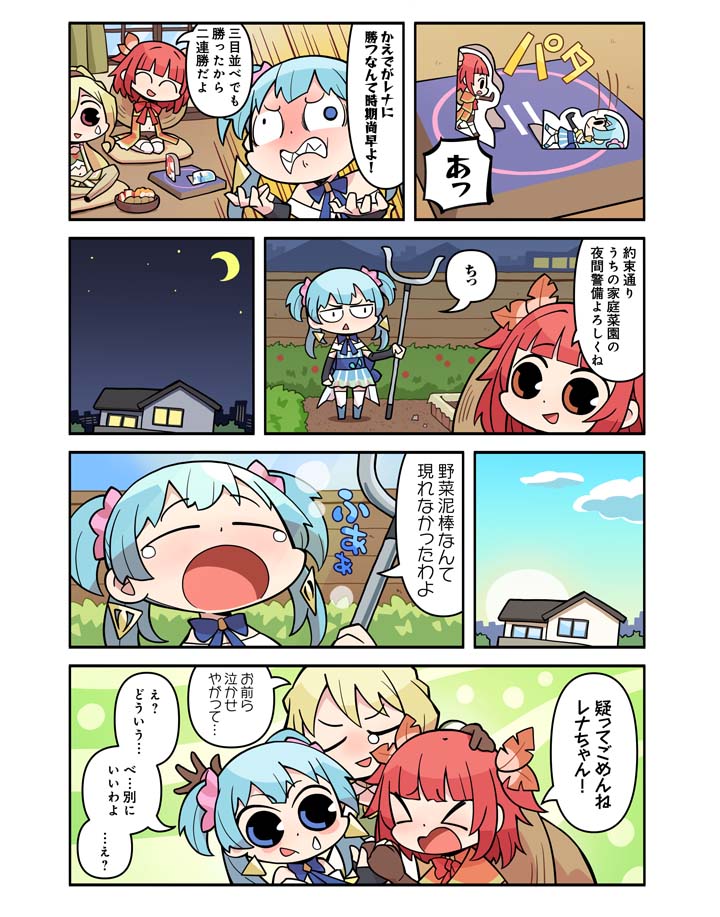 パタ
あっ
かえでがレナに
勝つなんて時期尚早よ!
三目並べでも
勝ったから
二連勝だよ
約束通り
うちの家庭菜園の
夜間警備よろしくね
ちっ
野菜泥棒なんて
現れなかったわよ
ふぁぁ
疑ってごめんね
レナちゃん!
お前ら
泣かせ
やがって…
え?
どういう…
べ…別に
いいわよ
…え?